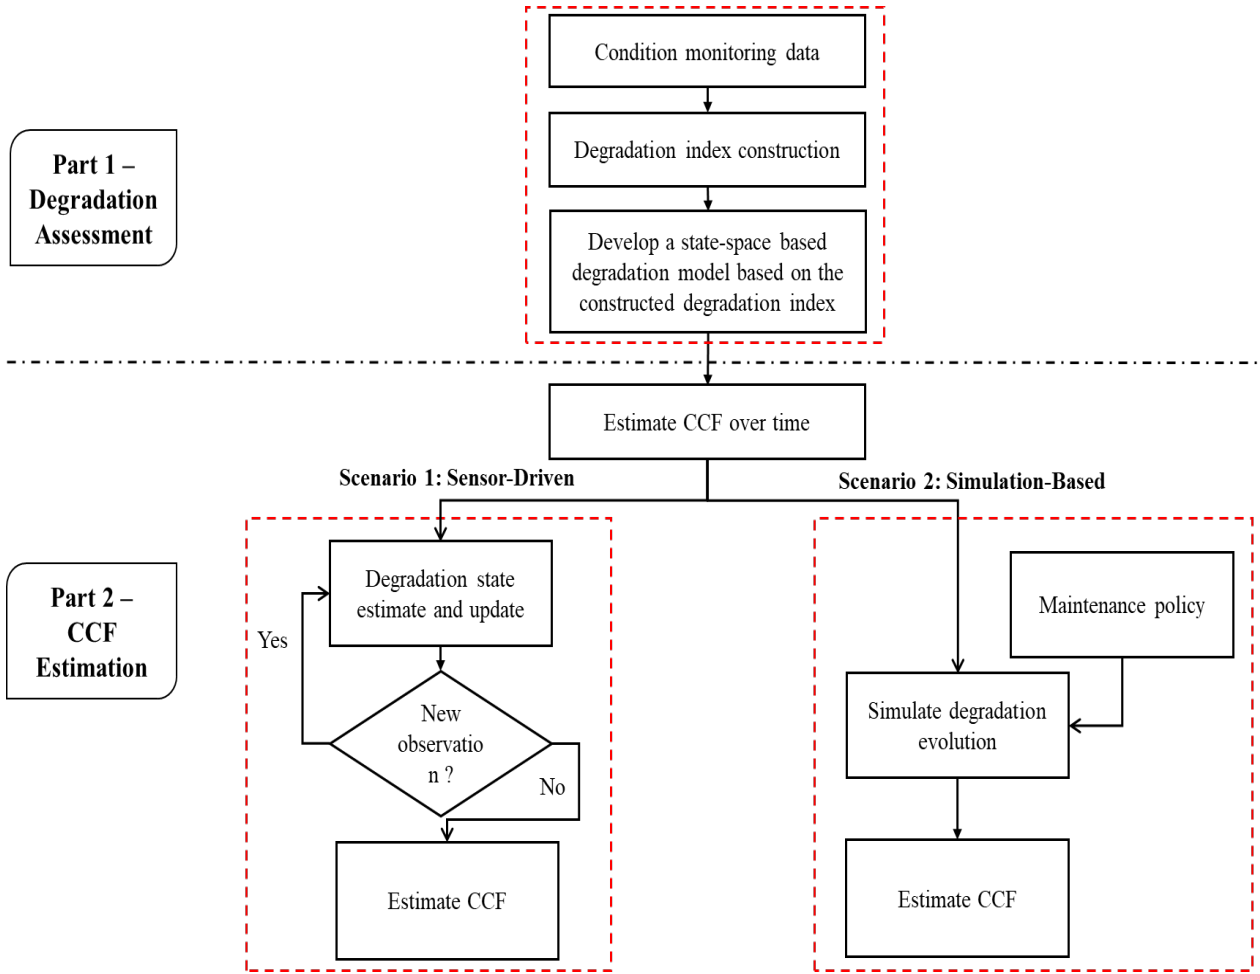 Condition monitoring data
Degradation index construction
Part 1 –
Degradation
Assessment
Develop a state-space based
degradation model based on the
constructed degradation index
Estimate CCF over time
Scenario 1: Sensor-Driven
Scenario 2: Simulation-Based
Part 2 –
CCF
Estimation
Degradation state
estimate and update
Yes
New
observatio
n ?
No
Estimate CCF
Maintenance policy
Simulate degradation
evolution
Estimate CCF